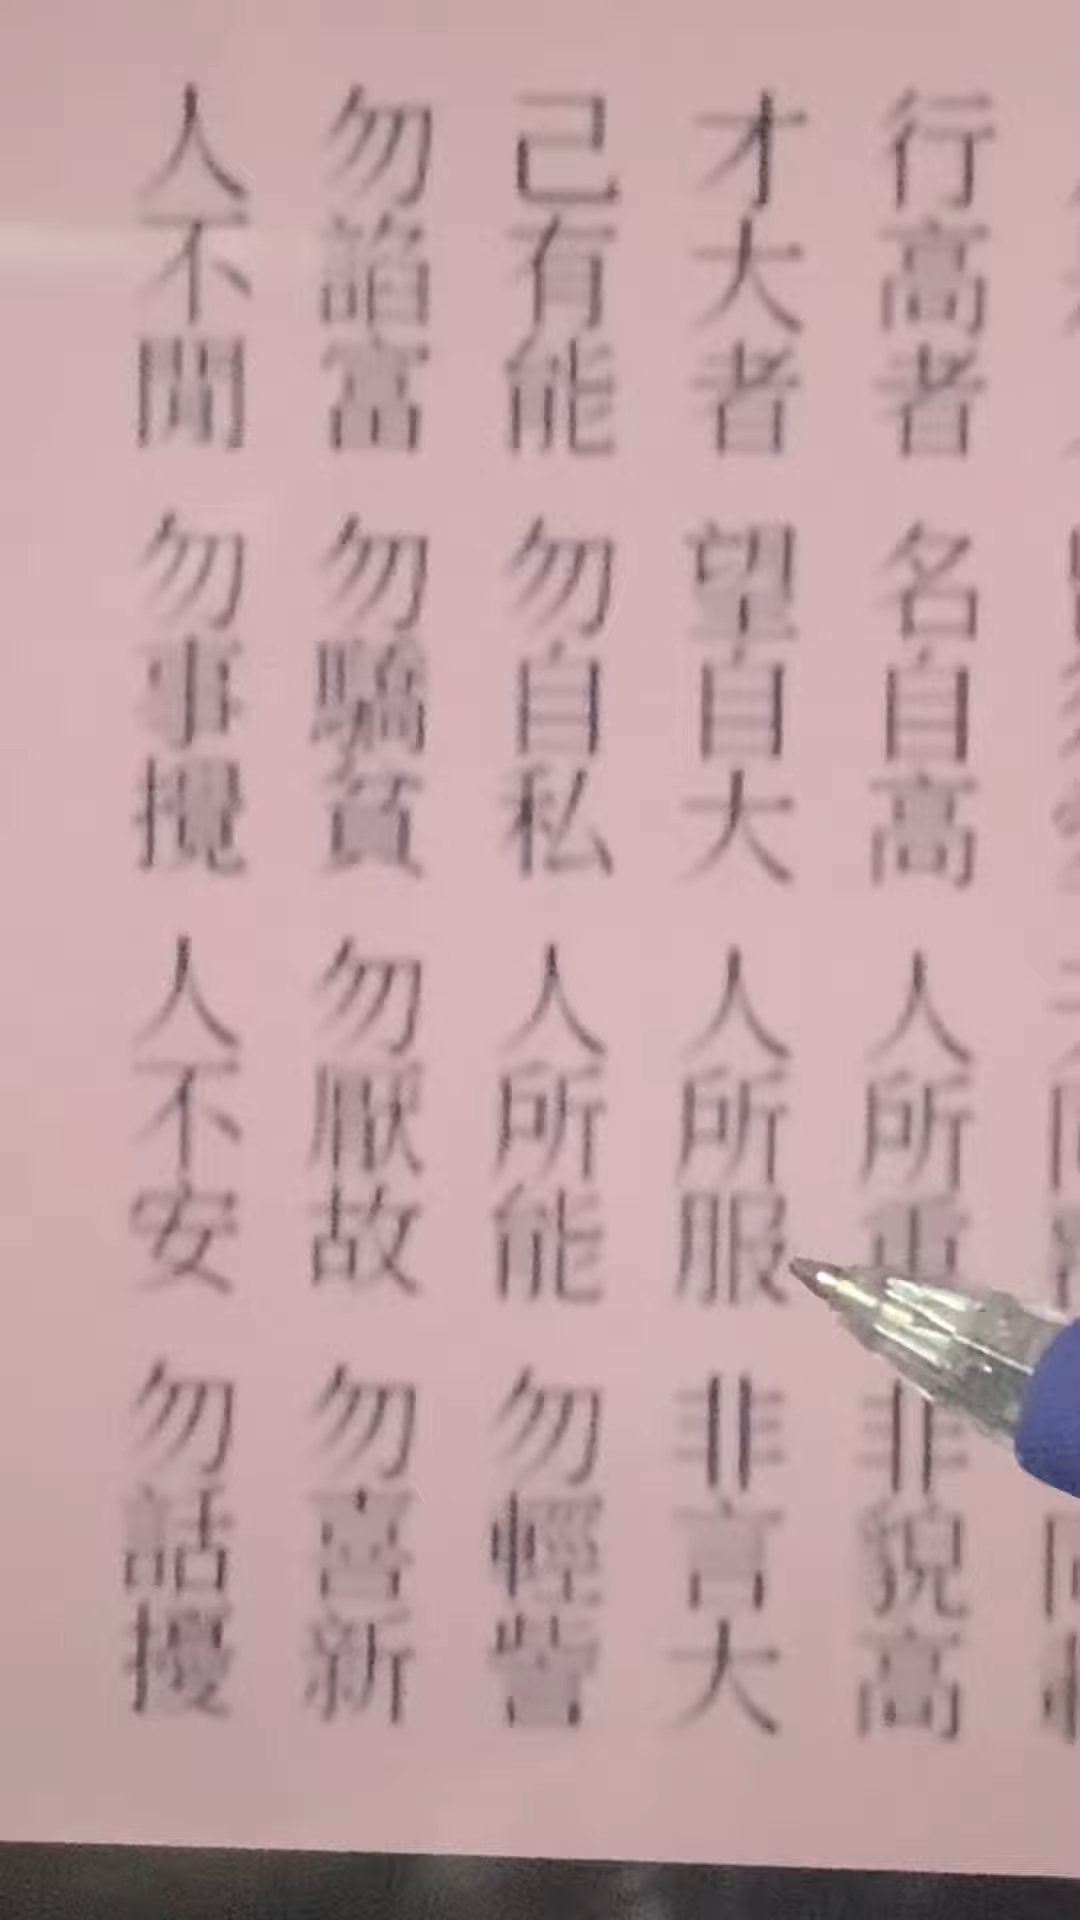 行高者 名自高 人所重 非貌高
才大者 望自大 人所服 非言大
己有能 勿自私 人所能 勿輕訾
勿諂富 勿驕貧 勿厭故 勿喜新
人不閒 勿事攪 人不安 勿話擾